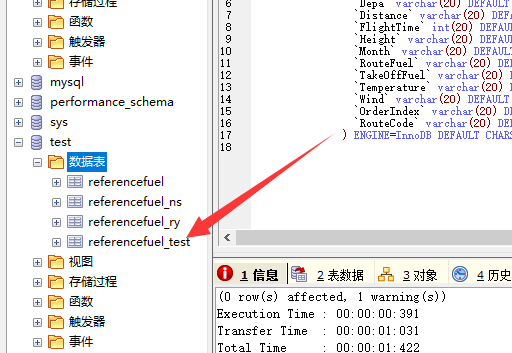 存储过程
函数
触发器
事件
mysql
performance_schema
sys
test
数据表
referencefuel
referencefuel_ns
referencefuel_ry
referencefuel_test
视图
存储过程
函数
触发器
事件
6 `Depa` varchar(20) DEFAULT
7 `Distance` varchar(20) DEFAU
8 `FlightTime` int(20) DEFAUL
9 `Height` varchar(20) DEFAUL
10 `Month` varchar(20) DEFAULT
11 `RouteFuel` varchar(20) DEF
12 `TakeOffFuel` varchar(20) D
13 `Temperature` varchar(20) D
14 `Wind` varchar(20) DEFAULT
15 `OrderIndex` varchar(20) DE
16 `RouteCode` varchar(20) DEF
17 ) ENGINE=InnoDB DEFAULT CHARS
18
1 信息 2 表数据 3 对象 4 历史
(0 row(s) affected, 1 warning(s))
Execution Time : 00:00:00:391
Transfer Time : 00:00:01:031
Total Time : 00:00:01:422